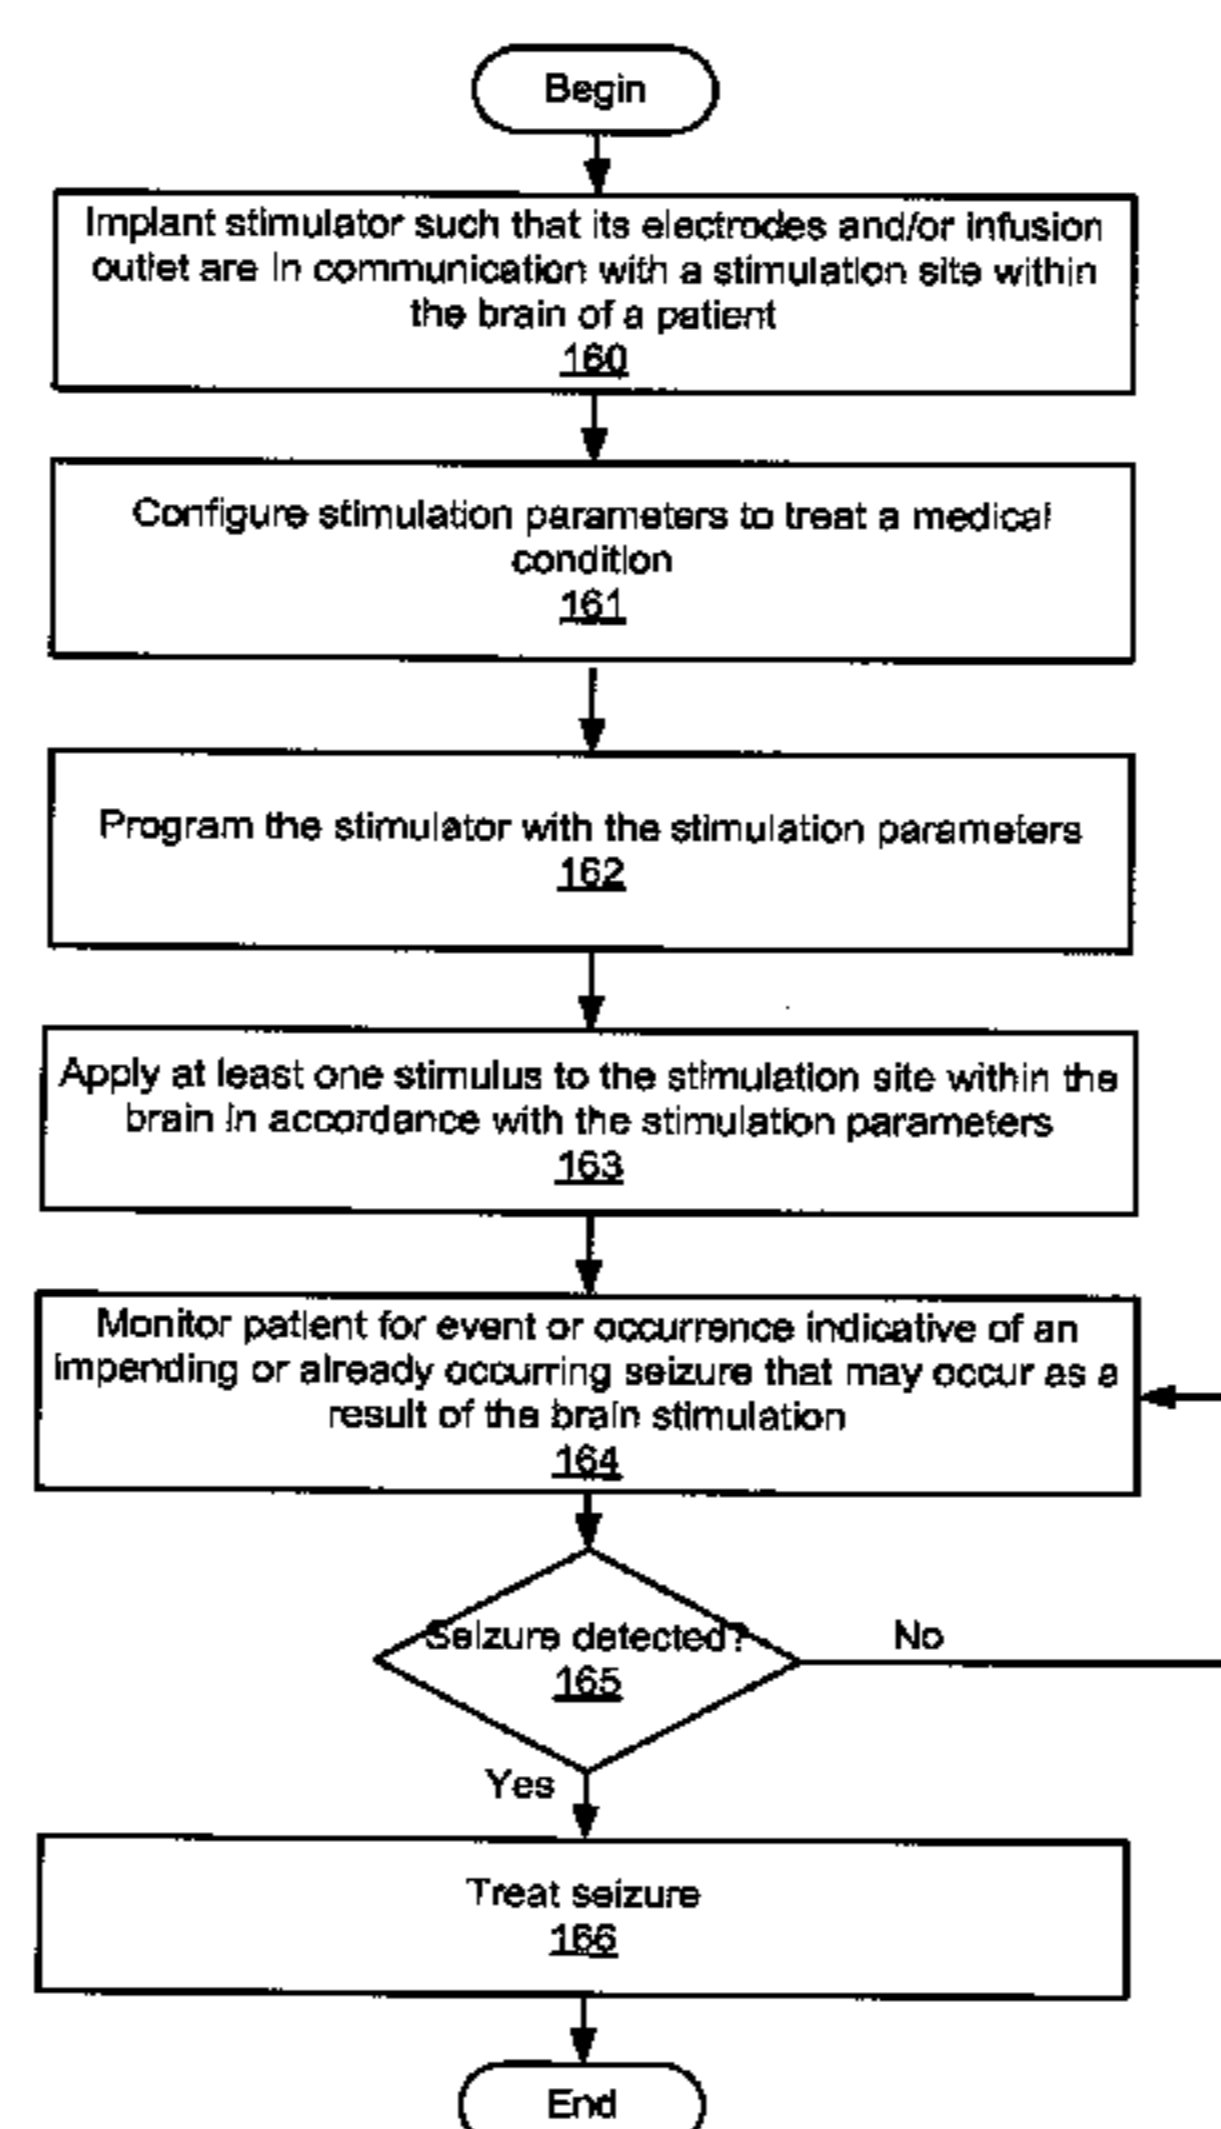 Begin
Implant stimulator such that its electrodes and/or infusion
outlet are in communication with a stimulation site within
the brain of a patient
160
Configure stimulation parameters to treat a medical
condition
161
Program the stimulator with the stimulation parameters
162
Apply at least one stimulus to the stimulation site within the
brain in accordance with the stimulation parameters
163
Monitor patient for event or occurrence indicative of an
impending or already occurring seizure that may occur as a
result of the brain stimulation
164
Seizure detected?
165
No
Yes
Treat seizure
166
End